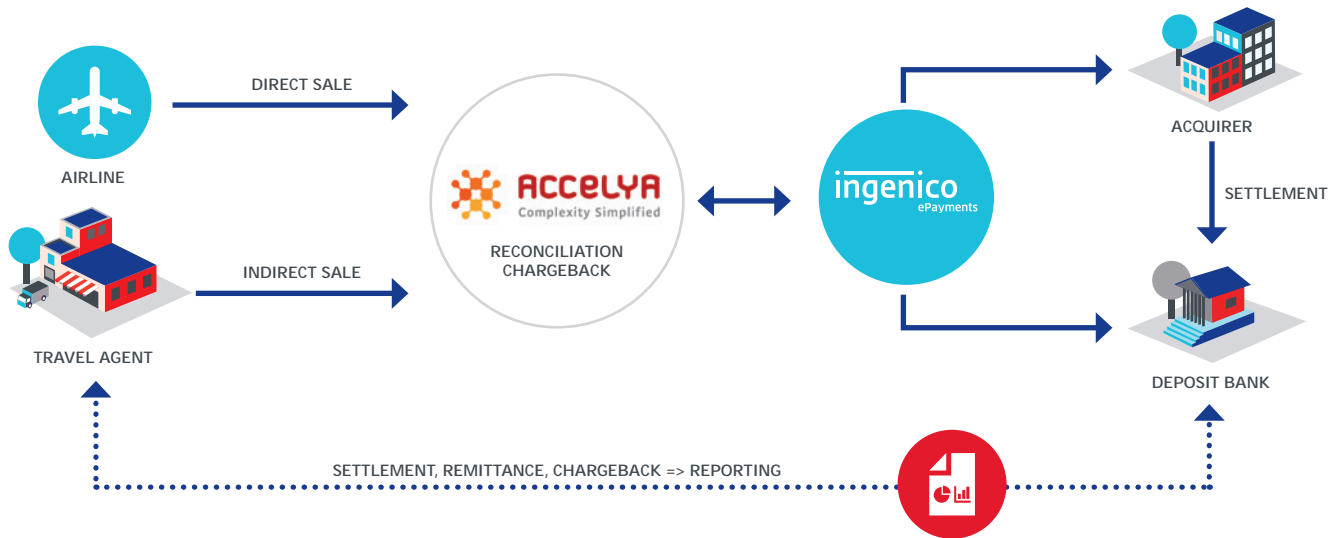 DIRECT SALE
AIRLINE
ACCELYA
Complexity Simplified
RECONCILIATION
CHARGEBACK
INDIRECT SALE
TRAVEL AGENT
ingenico
ePayments
ACQUIRER
SETTLEMENT
DEPOSIT BANK
SETTLEMENT, REMITTANCE, CHARGEBACK => REPORTING